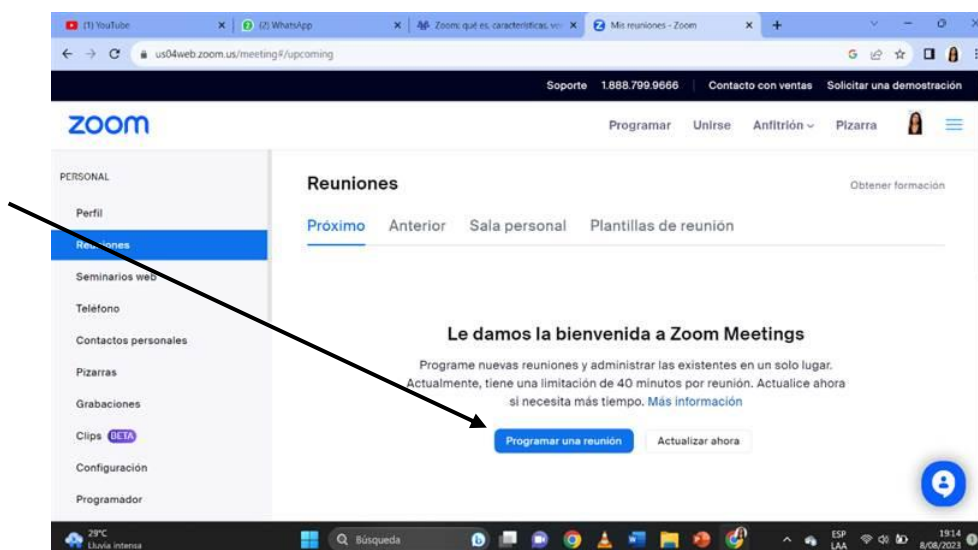 (1) YouTube
(2) WhatsApp
Zoom: qué es, características, ven
Mis reuniones - Zoom
us04web.zoom.us/meeting#/upcoming
Soporte 1.888.799.9666 Contacto con ventas Solicitar una demostración
zoom
Programar Unirse Anfitrión Pizarra
PERSONAL
Perfil
Reuniones
Seminarios web
Teléfono
Contactos personales
Pizarras
Grabaciones
Clips BETA
Configuración
Programador
Reuniones
Obtener formación
Próximo Anterior Sala personal Plantillas de reunión
Le damos la bienvenida a Zoom Meetings
Programe nuevas reuniones y administrar las existentes en un solo lugar.
Actualmente, tiene una limitación de 40 minutos por reunión. Actualice ahora
si necesita más tiempo. Más información
Programar una reunión Actualizar ahora
29°C
Lluvia intensa
Búsqueda
ESP
LAA
19:14
8/08/2023